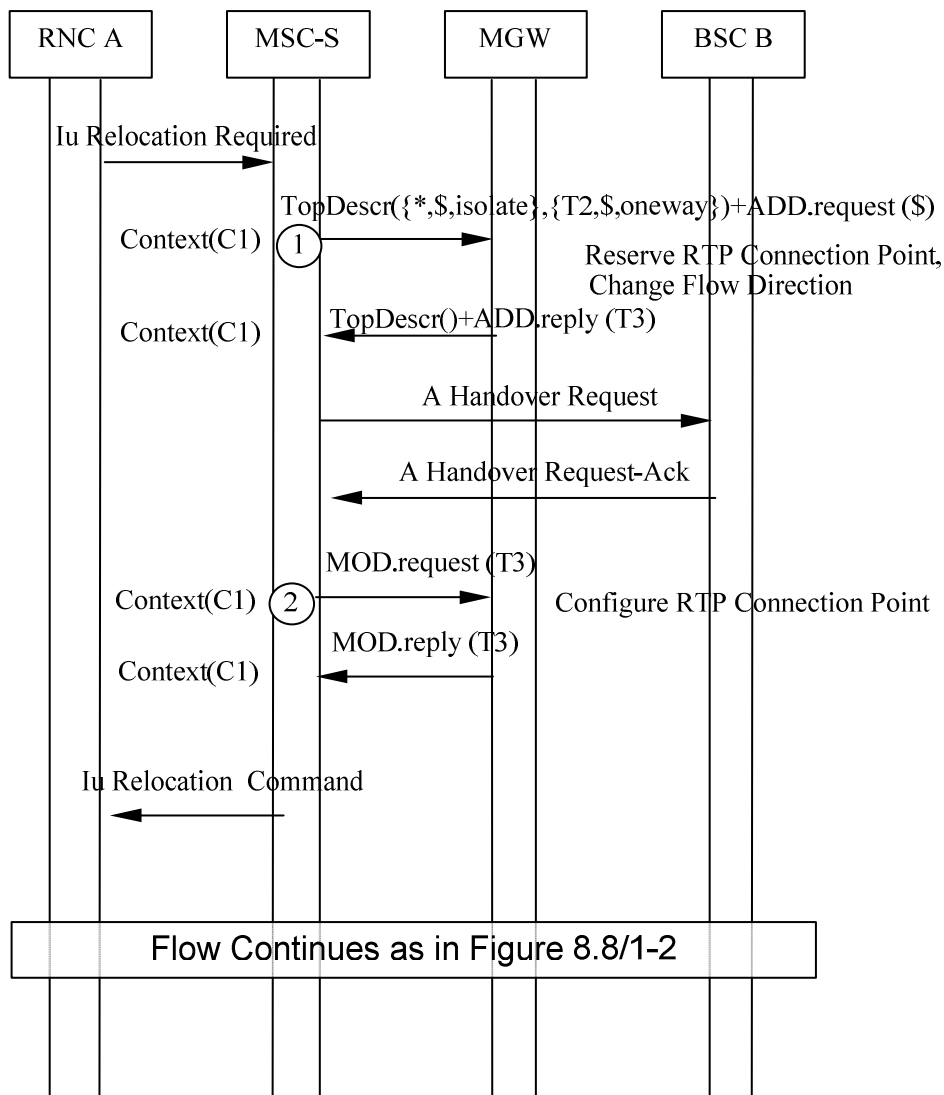 RNC A
MSC-S
MGW
BSC B
Iu Relocation Required
TopDescr({*,$,isolate},{T2,$,oneway})+ADD.request ($)
Context(C1)
1
Reserve RTP Connection Point,
Change Flow Direction
TopDescr()+ADD.reply (T3)
Context(C1)
A Handover Request
A Handover Request-Ack
MOD.request (T3)
Context(C1)
2
Configure RTP Connection Point
MOD.reply (T3)
Context(C1)
Iu Relocation Command
Flow Continues as in Figure 8.8/1-2